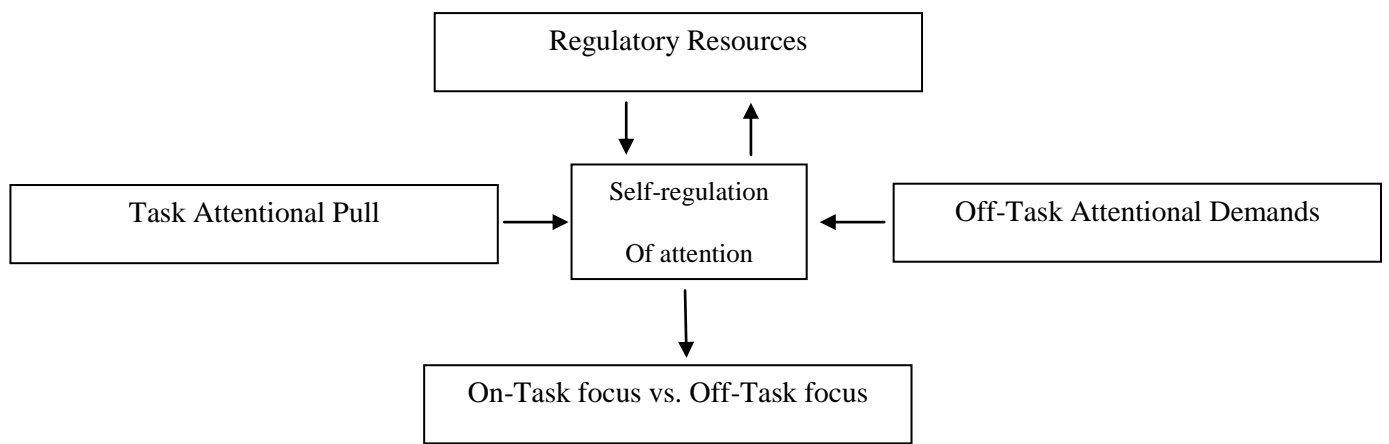 Regulatory Resources
Self-regulation
Of attention
Task Attentional Pull
Off-Task Attentional Demands
On-Task focus vs. Off-Task focus